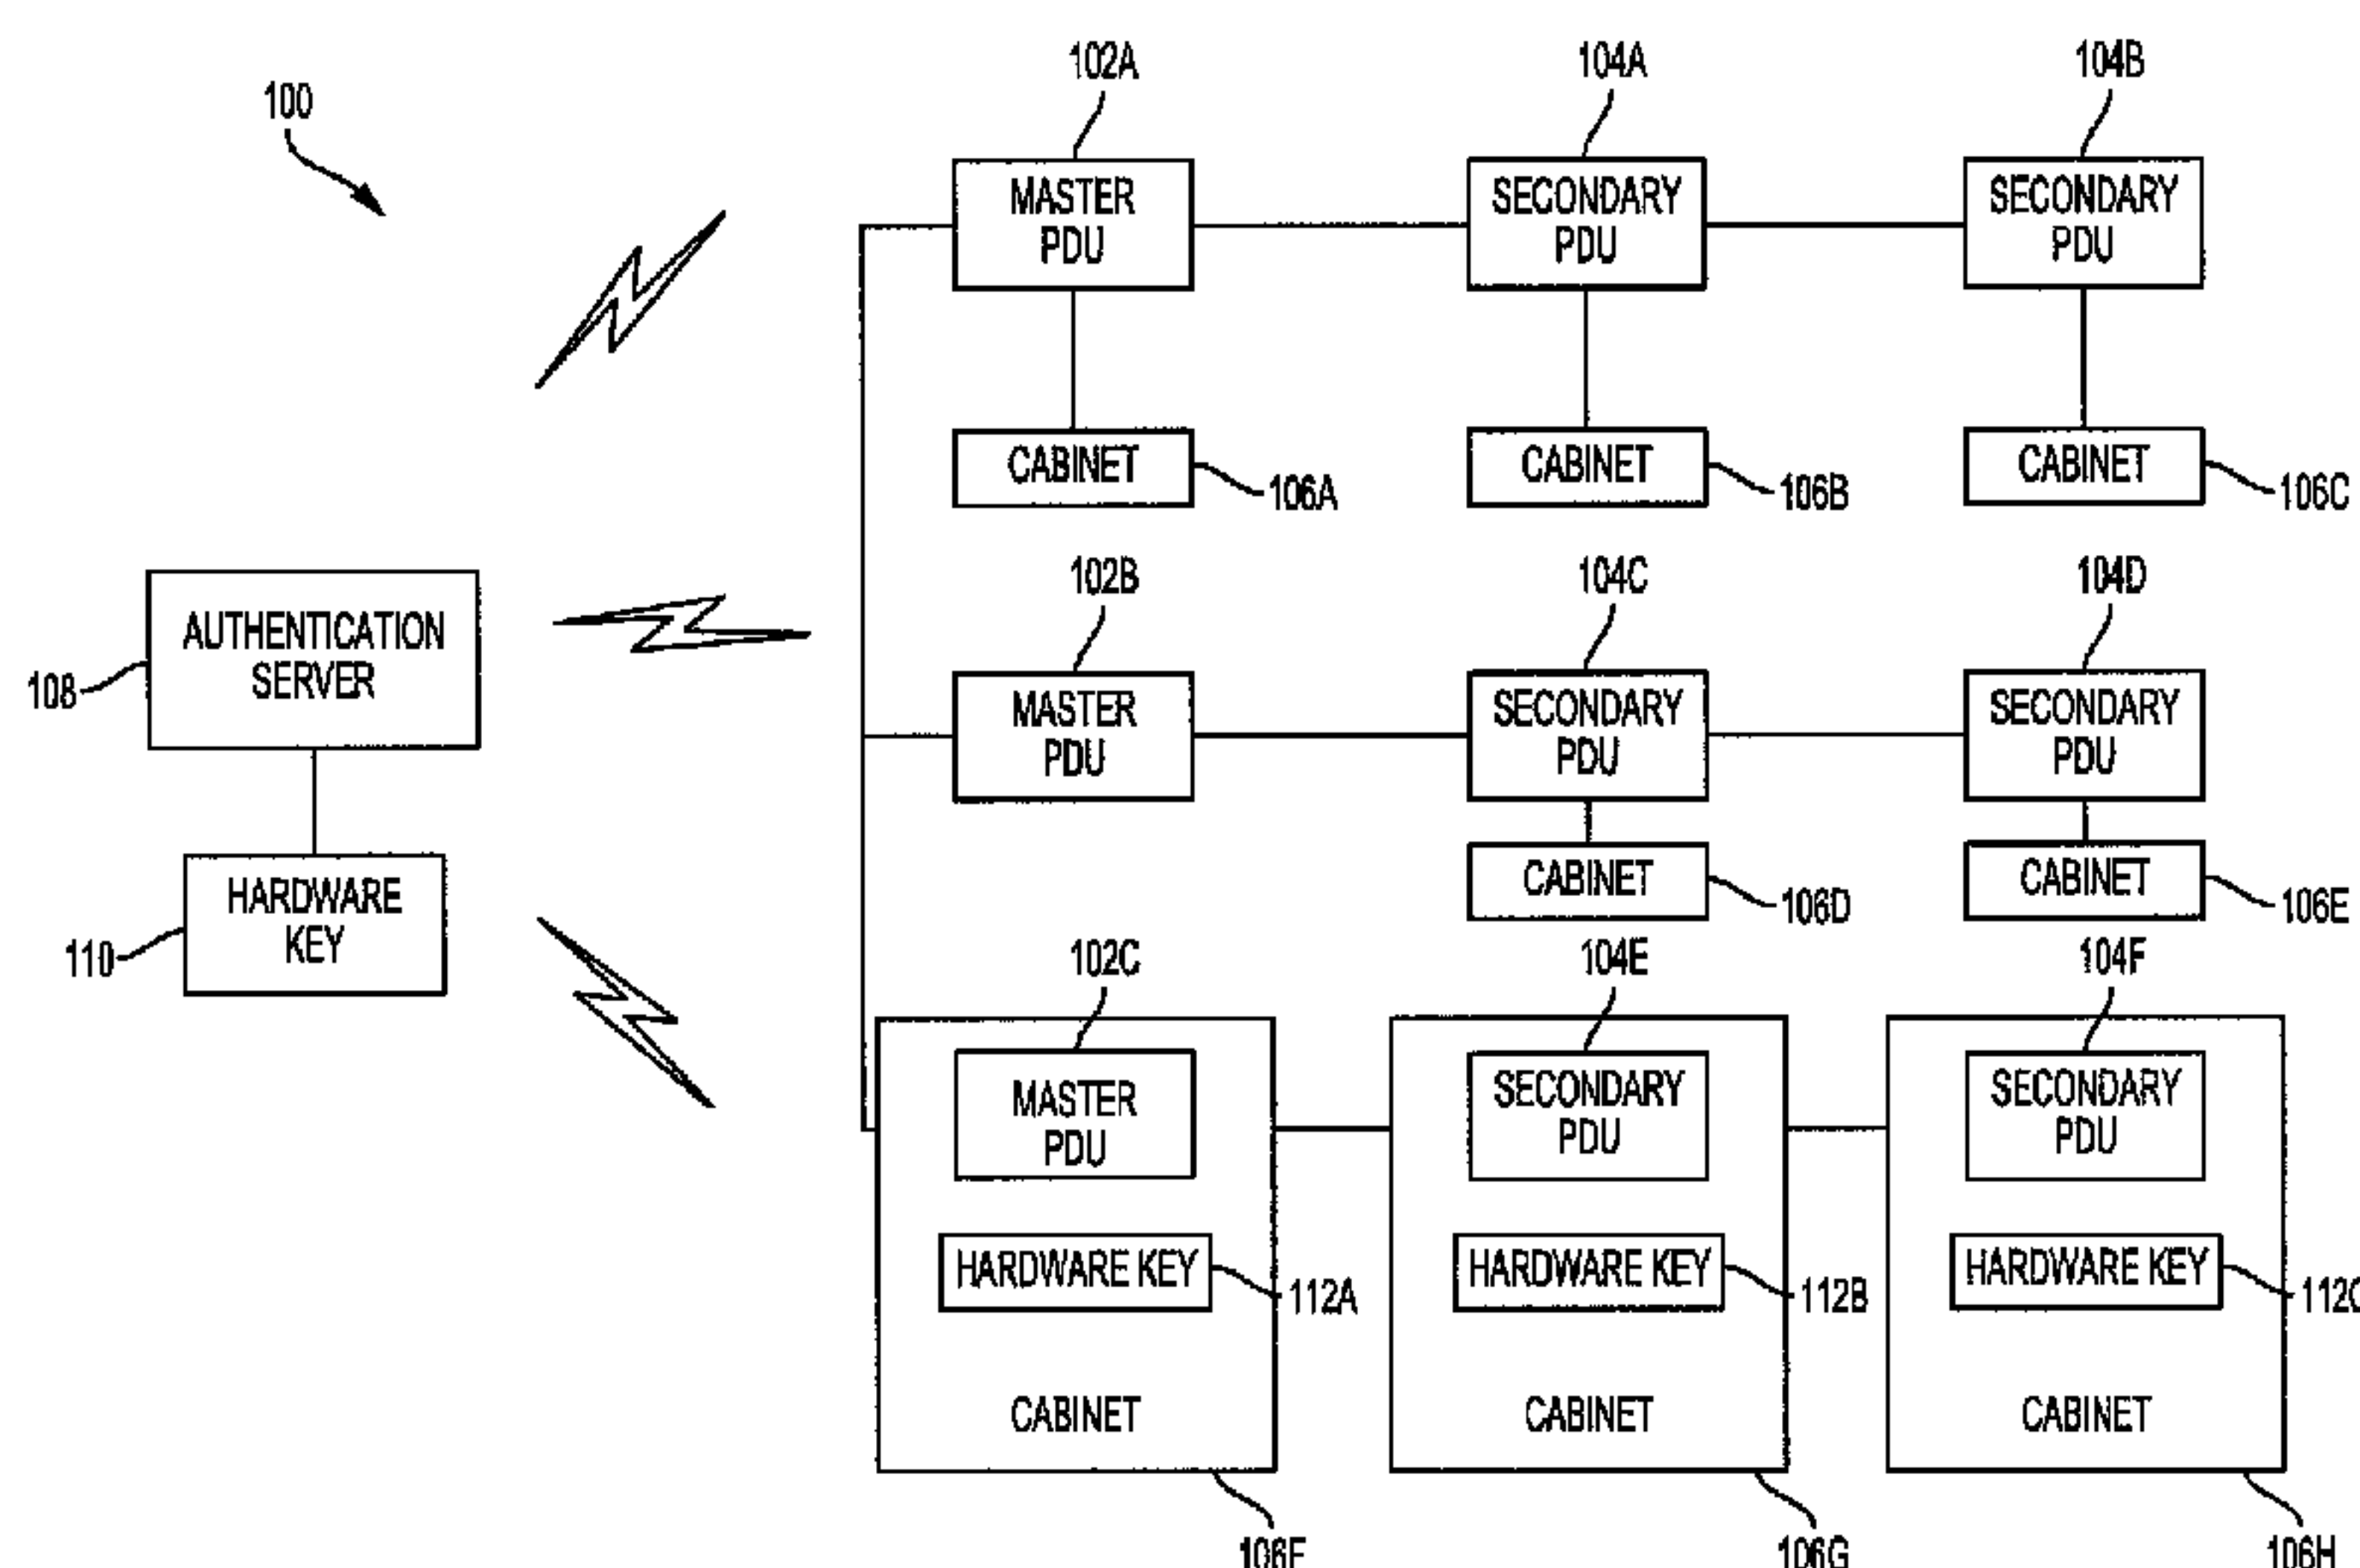 100
102A
104A
104B
MASTER
PDU
SECONDARY
PDU
SECONDARY
PDU
CABINET
106A
CABINET
106B
CABINET
106C
AUTHENTICATION
SERVER
108
HARDWARE
KEY
110
102B
104C
104D
MASTER
PDU
SECONDARY
PDU
SECONDARY
PDU
CABINET
106D
CABINET
106E
102C
104E
104F
MASTER
PDU
SECONDARY
PDU
SECONDARY
PDU
HARDWARE KEY
112A
HARDWARE KEY
112B
HARDWARE KEY
112C
CABINET
CABINET
CABINET
106F
106G
106H